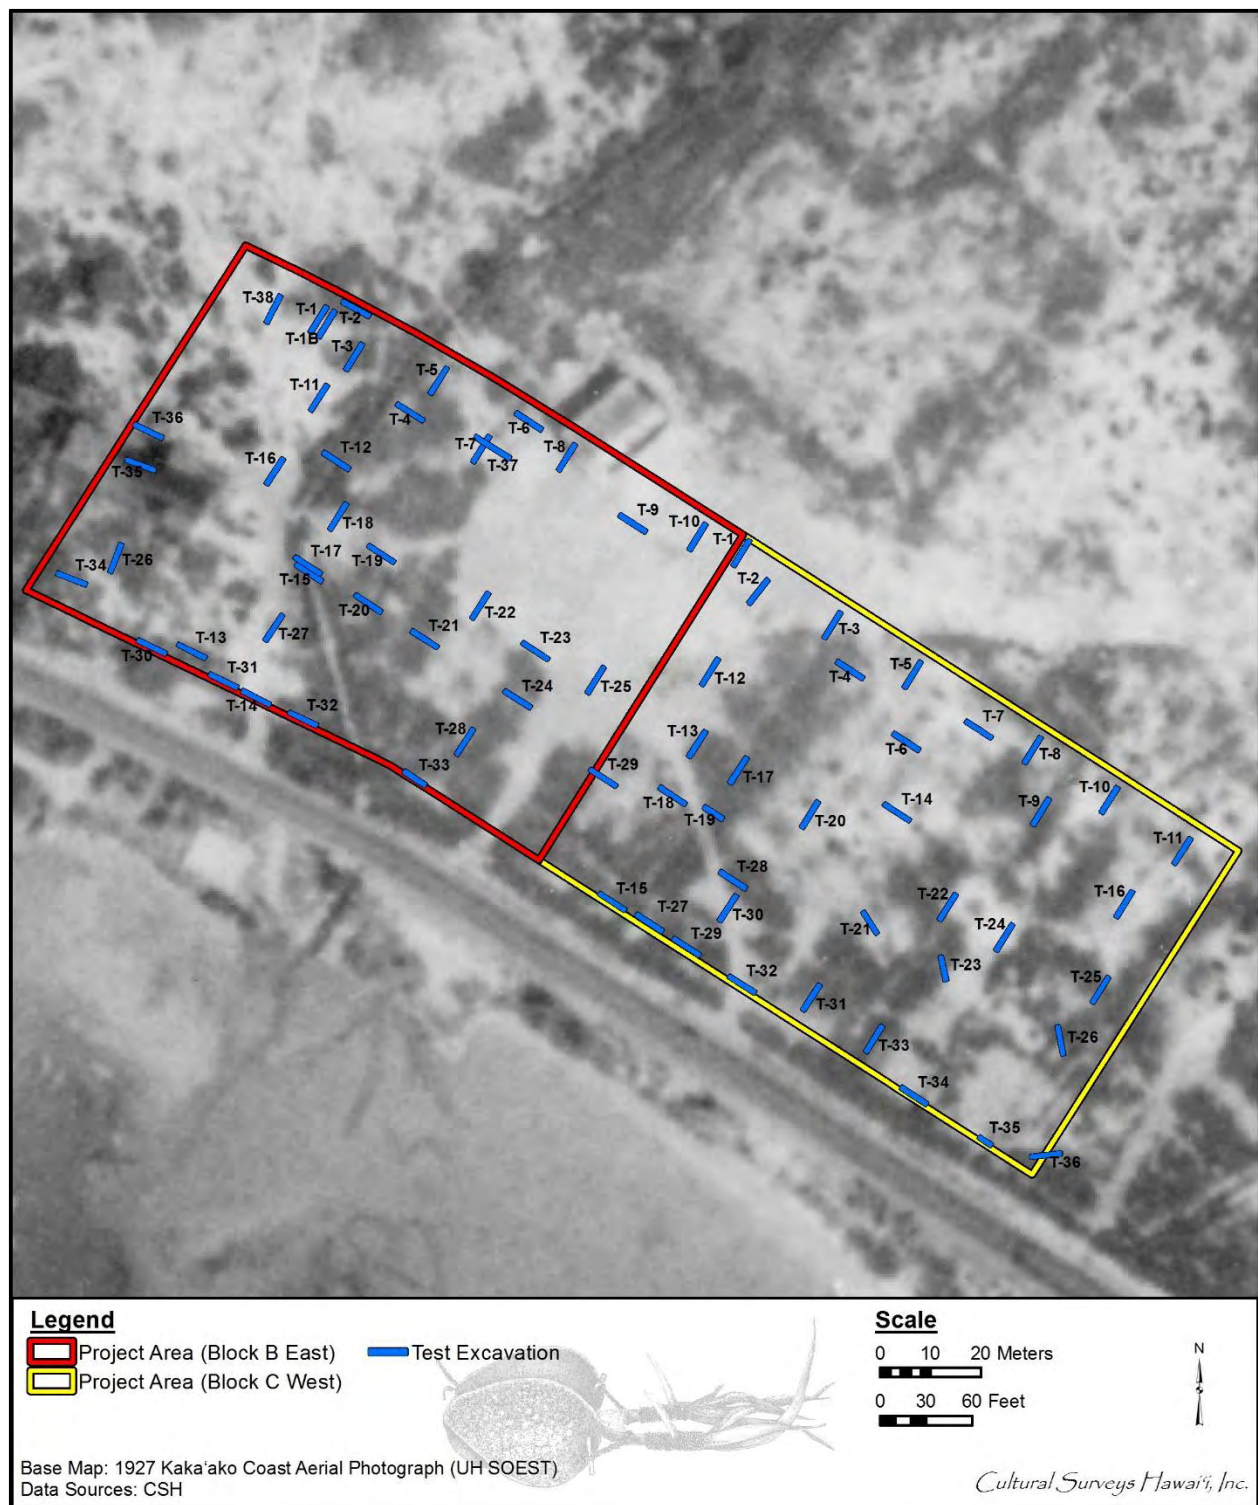 T-38
T-1
T-2
T-1B
T-3
T-5
T-11
T-4
T-6
T-36
T-7
T-8
T-37
T-12
T-35
T-16
T-18
T-9
T-10
T-1
T-17
T-19
T-26
T-34
T-15
T-2
T-20
T-22
T-3
T-27
T-21
T-13
T-30
T-23
T-4
T-5
T-12
T-31
T-24
T-25
T-14
T-32
T-7
T-28
T-13
T-6
T-8
T-33
T-29
T-17
T-18
T-10
T-19
T-20
T-14
T-9
T-11
T-28
T-15
T-22
T-16
T-27
T-30
T-21
T-24
T-29
T-23
T-32
T-25
T-31
T-26
T-33
T-34
T-35
T-36
Legend
Project Area (Block B East)
Test Excavation
Project Area (Block C West)
Scale
0 10 20 Meters
0 30 60 Feet
N
Base Map: 1927 Kakaʻako Coast Aerial Photograph (UH SOEST)
Data Sources: CSH
Cultural Surveys Hawaiʻi, Inc.